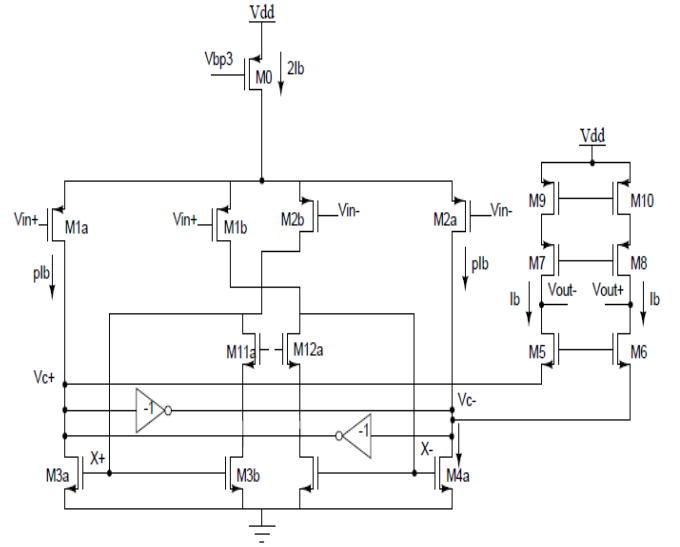 Vdd
Vbp3
M0
2Ib
Vdd
M9
M10
Vin+
M1a
Vin+
M1b
M2b
Vin-
M2a
Vin-
pIb
pIb
M7
M8
Ib
Vout-
Vout+
Ib
M11a
M12a
M5
M6
Vc+
Vc-
-1
-1
X+
X-
M3a
M3b
M4a